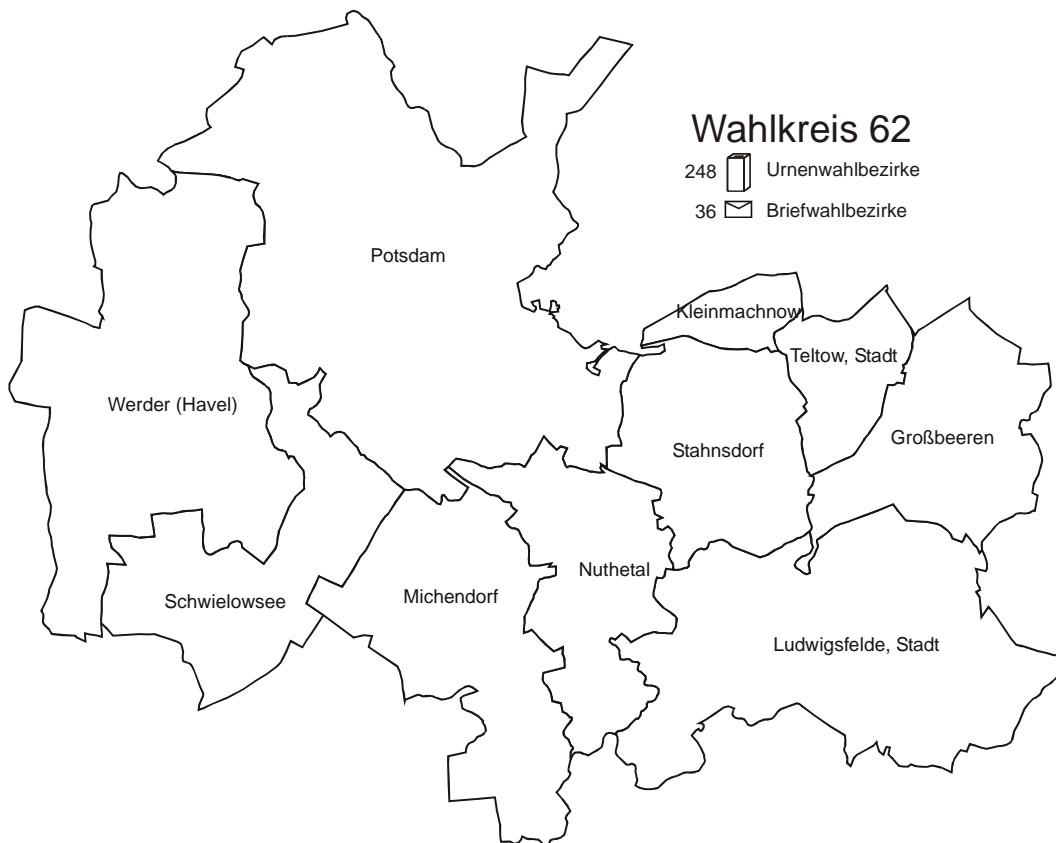 Wahlkreis 62
248 Urnenwahlbezirke
36 Briefwahlbezirke
Potsdam
Kleinmachnow
Teltow, Stadt
Werder (Havel)
Großbeeren
Stahnsdorf
Nuthetal
Michendorf
Schwielowsee
Ludwigsfelde, Stadt